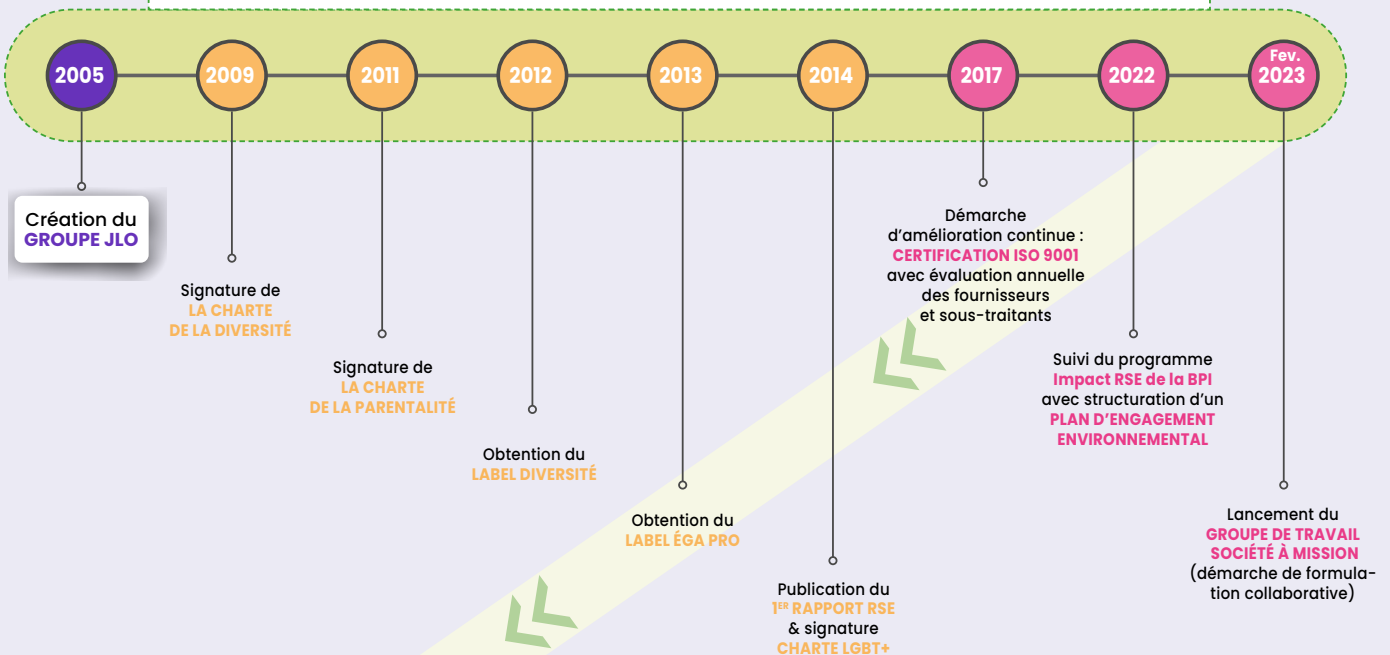 2005
2009
2011
2012
2013
2014
2017
2022
Fev.
2023
Création du
GROUPE JLO
Signature de
LA CHARTE
DE LA DIVERSITÉ
Signature de
LA CHARTE
DE LA PARENTALITÉ
Obtention du
LABEL DIVERSITÉ
Obtention du
LABEL ÉGA PRO
Publication du
1ER RAPPORT RSE
& signature
CHARTE LGBT+
Démarche
d’amélioration continue :
CERTIFICATION ISO 9001
avec évaluation annuelle
des fournisseurs
et sous-traitants
Suivi du programme
Impact RSE de la BPI
avec structuration d’un
PLAN D’ENGAGEMENT
ENVIRONNEMENTAL
Lancement du
GROUPE DE TRAVAIL
SOCIÉTÉ À MISSION
(démarche de formula-
tion collaborative)